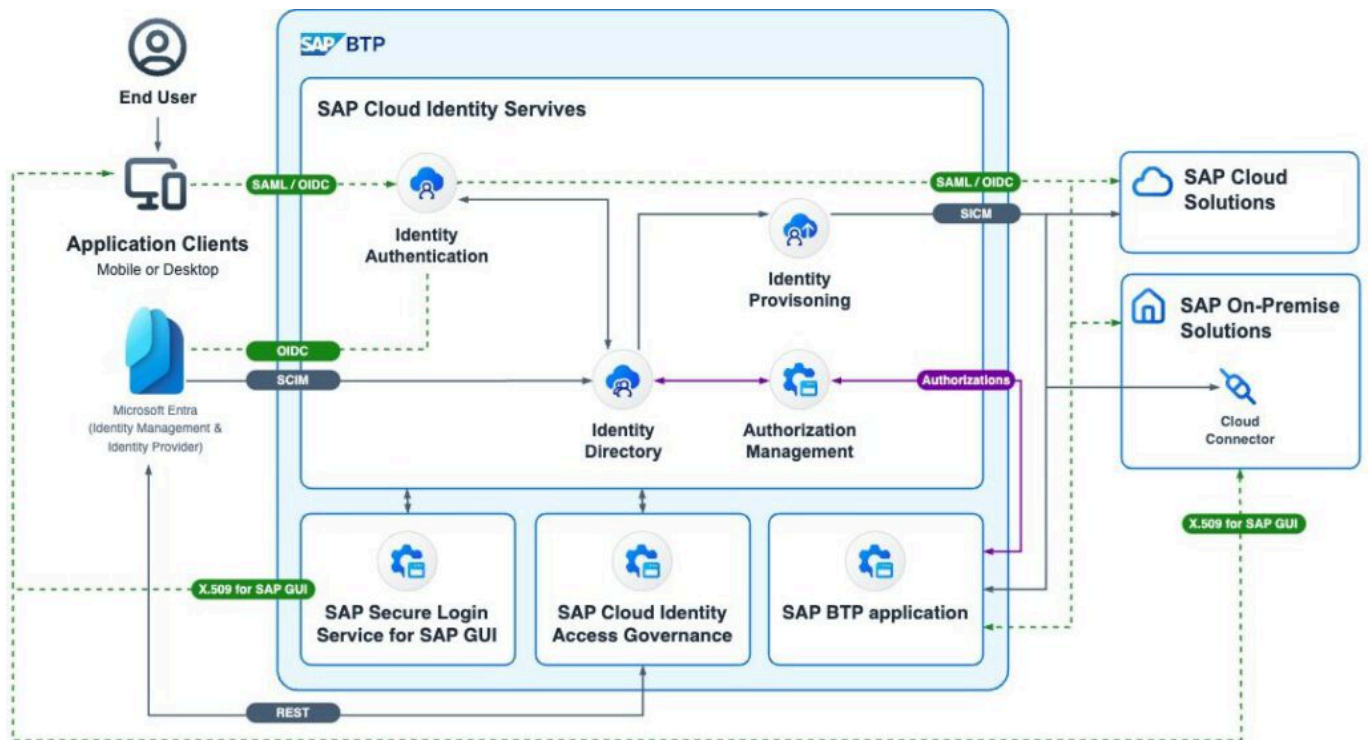 SAP BTP
End User
SAP Cloud Identity Servives
SAML / OIDC
SAML / OIDC
SAP Cloud
Solutions
SICM
Application Clients
Mobile or Desktop
Identity
Authentication
Identity
Provisoning
SAP On-Premise
Solutions
OIDC
SCIM
Authorizations
Microsoft Entra
(Identity Management &
Identity Provider)
Identity
Directory
Authorization
Management
Cloud
Connector
X.509 for SAP GUI
X.509 for SAP GUI
SAP Secure Login
Service for SAP GUI
SAP Cloud Identity
Access Governance
SAP BTP application
REST